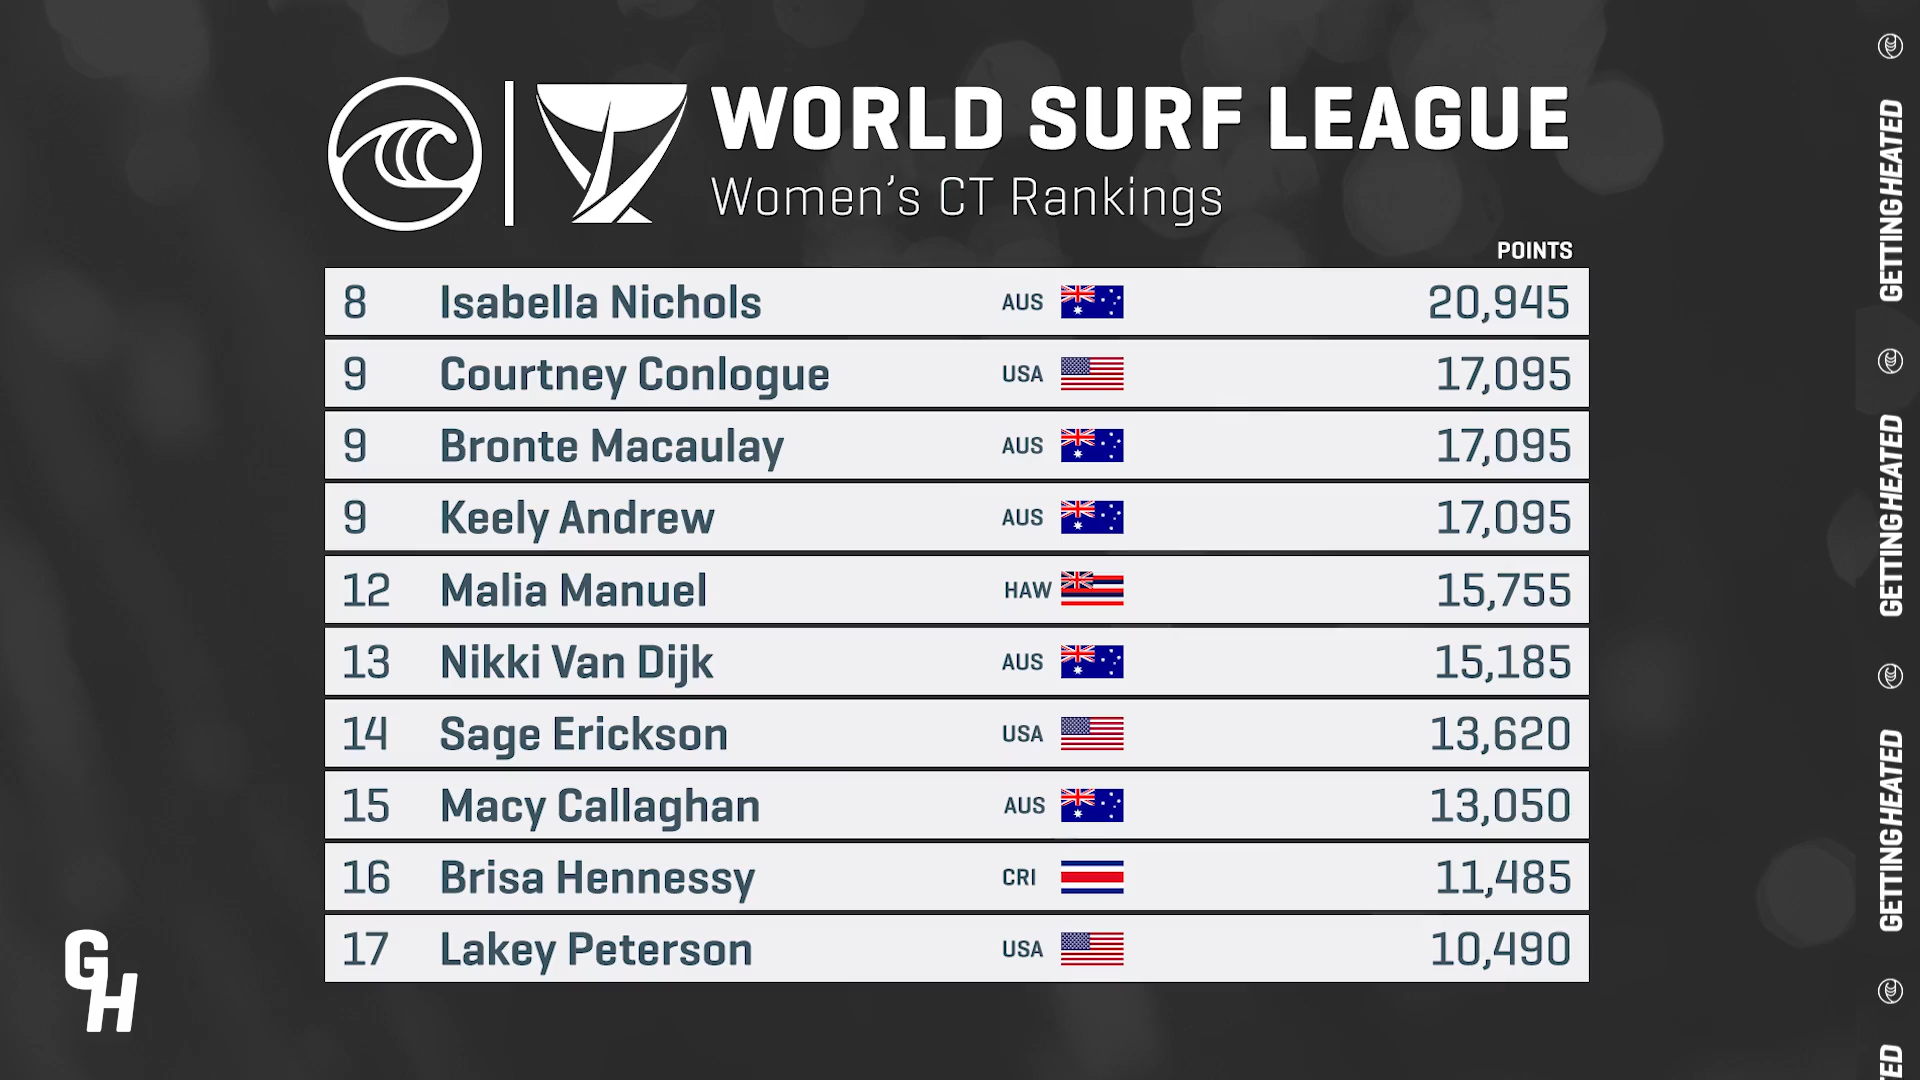 WORLD SURF LEAGUE
Women's CT Rankings
POINTS
8 Isabella Nichols AUS 20,945
9 Courtney Conlogue USA 17,095
9 Bronte Macaulay AUS 17,095
9 Keely Andrew AUS 17,095
12 Malia Manuel HAW 15,755
13 Nikki Van Dijk AUS 15,185
14 Sage Erickson USA 13,620
15 Macy Callaghan AUS 13,050
16 Brisa Hennessy CRI 11,485
17 Lakey Peterson USA 10,490
GH
GETTINGHEATED
GETTINGHEATED
GETTINGHEATED
TED